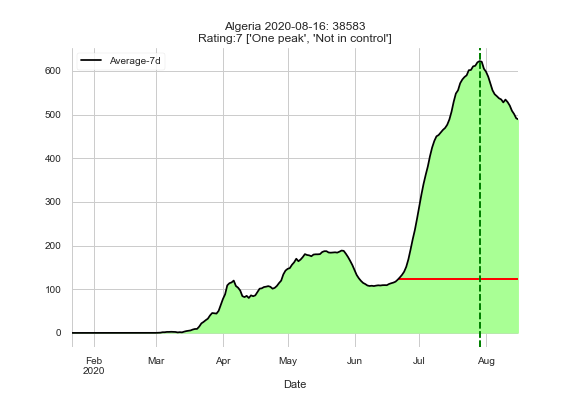 Algeria 2020-08-16: 38583
Rating:7 ['One peak', 'Not in control']
Average-7d
600
500
400
300
200
100
0
Feb Mar Apr May Jun Jul Aug
2020
Date